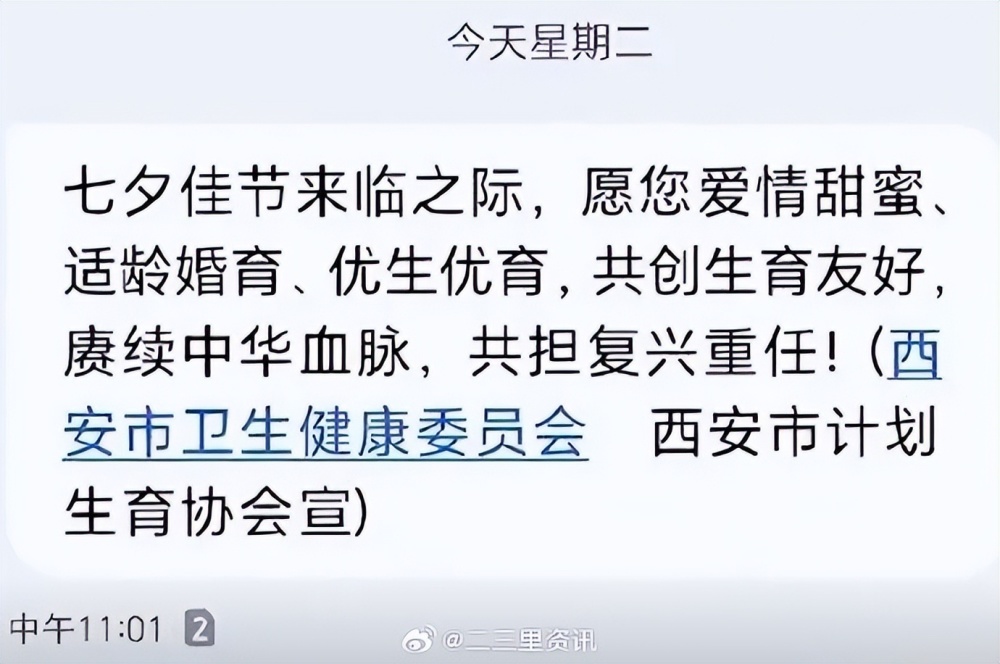 今天星期二
七夕佳节来临之际，愿您爱情甜蜜、
适龄婚育、优生优育，共创生育友好，
赓续中华血脉，共担复兴重任！(西
安市卫生健康委员会　西安市计划
生育协会宣)
中午11:01 2
@二三里资讯